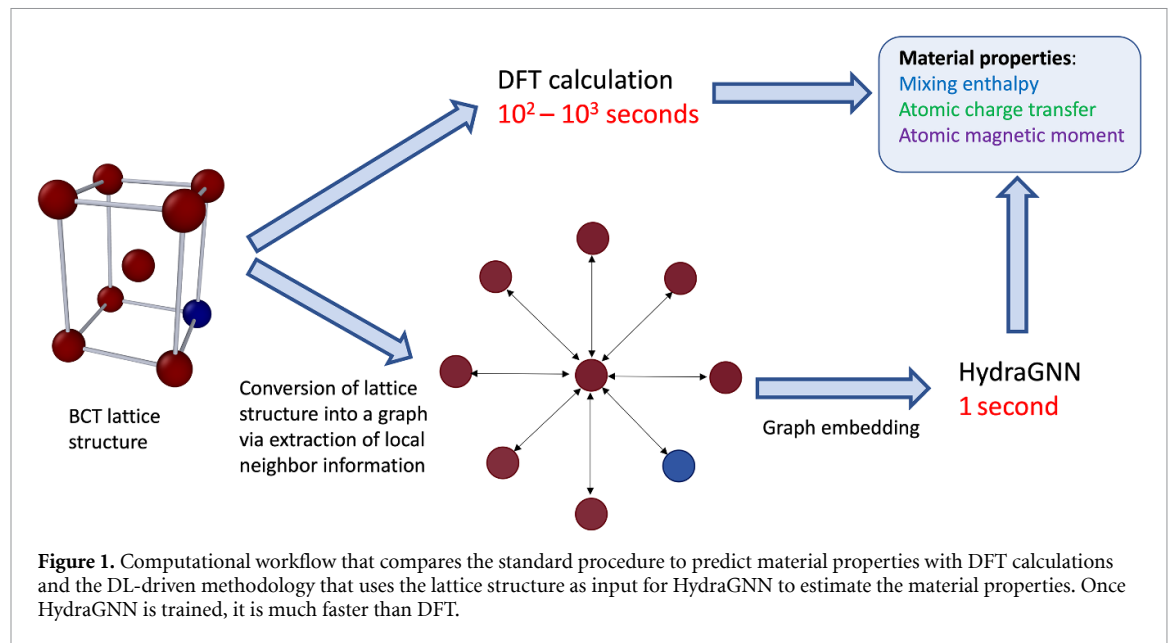 DFT calculation
10² – 10³ seconds
Material properties:
Mixing enthalpy
Atomic charge transfer
Atomic magnetic moment
BCT lattice
structure
Conversion of lattice
structure into a graph
via extraction of local
neighbor information
Graph embedding
HydraGNN
1 second
Figure 1. Computational workflow that compares the standard procedure to predict material properties with DFT calculations
and the DL-driven methodology that uses the lattice structure as input for HydraGNN to estimate the material properties. Once
HydraGNN is trained, it is much faster than DFT.